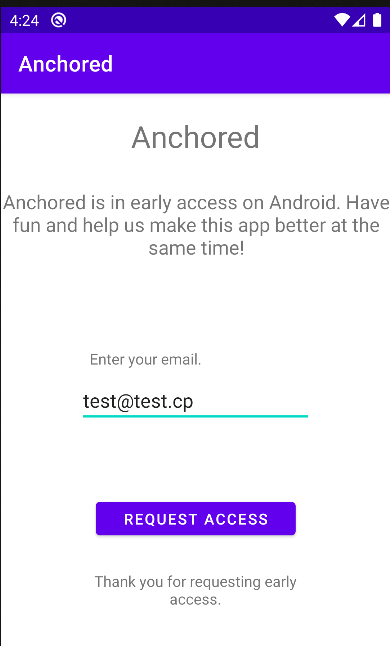 4:24
Anchored
Anchored
Anchored is in early access on Android. Have
fun and help us make this app better at the
same time!
Enter your email.
test@test.cp
REQUEST ACCESS
Thank you for requesting early
access.